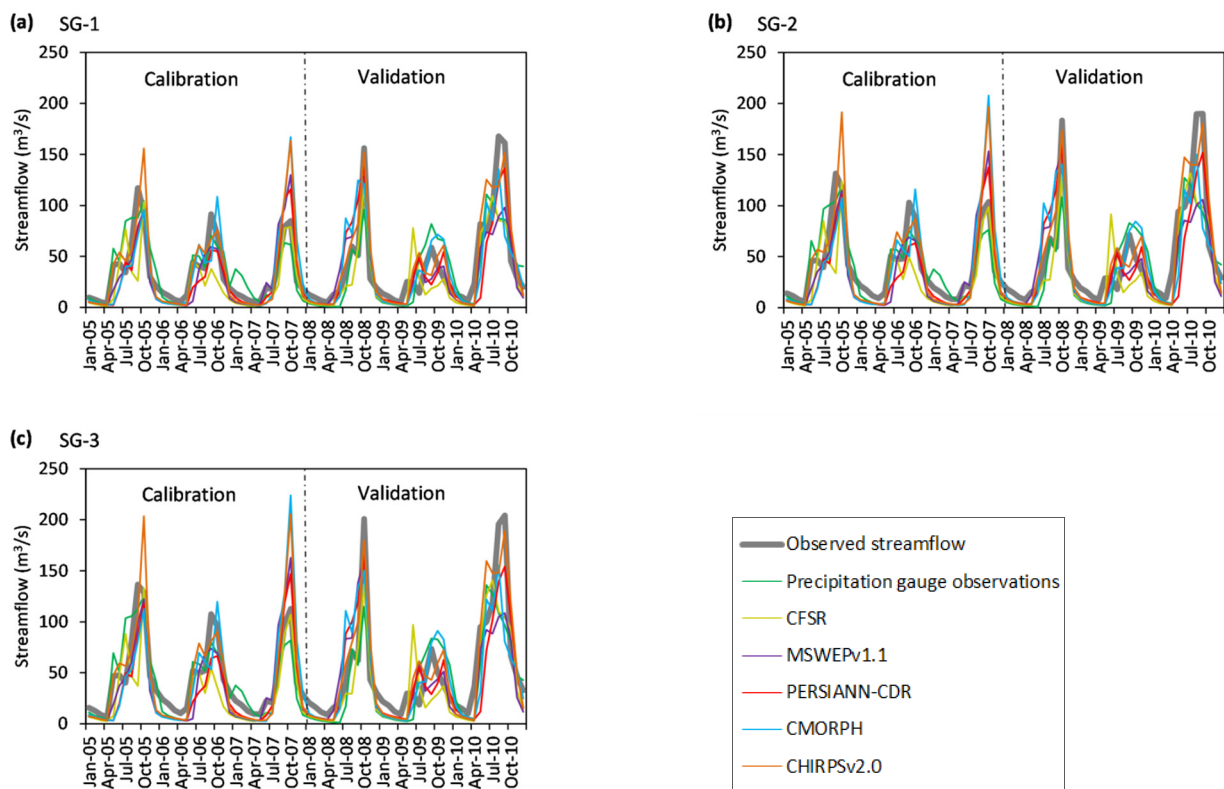 (a) SG-1
250
200
150
100
50
0
Streamflow (m³/s)
Calibration
Validation
Jan-05
Apr-05
Jul-05
Oct-05
Jan-06
Apr-06
Jul-06
Oct-06
Jan-07
Apr-07
Jul-07
Oct-07
Jan-08
Apr-08
Jul-08
Oct-08
Jan-09
Apr-09
Jul-09
Oct-09
Jan-10
Apr-10
Jul-10
Oct-10
(b) SG-2
250
200
150
100
50
0
Streamflow (m³/s)
Calibration
Validation
Jan-05
Apr-05
Jul-05
Oct-05
Jan-06
Apr-06
Jul-06
Oct-06
Jan-07
Apr-07
Jul-07
Oct-07
Jan-08
Apr-08
Jul-08
Oct-08
Jan-09
Apr-09
Jul-09
Oct-09
Jan-10
Apr-10
Jul-10
Oct-10
(c) SG-3
250
200
150
100
50
0
Streamflow (m³/s)
Calibration
Validation
Jan-05
Apr-05
Jul-05
Oct-05
Jan-06
Apr-06
Jul-06
Oct-06
Jan-07
Apr-07
Jul-07
Oct-07
Jan-08
Apr-08
Jul-08
Oct-08
Jan-09
Apr-09
Jul-09
Oct-09
Jan-10
Apr-10
Jul-10
Oct-10
Observed streamflow
Precipitation gauge observations
CFSR
MSWEPv1.1
PERSIANN-CDR
CMORPH
CHIRPSv2.0